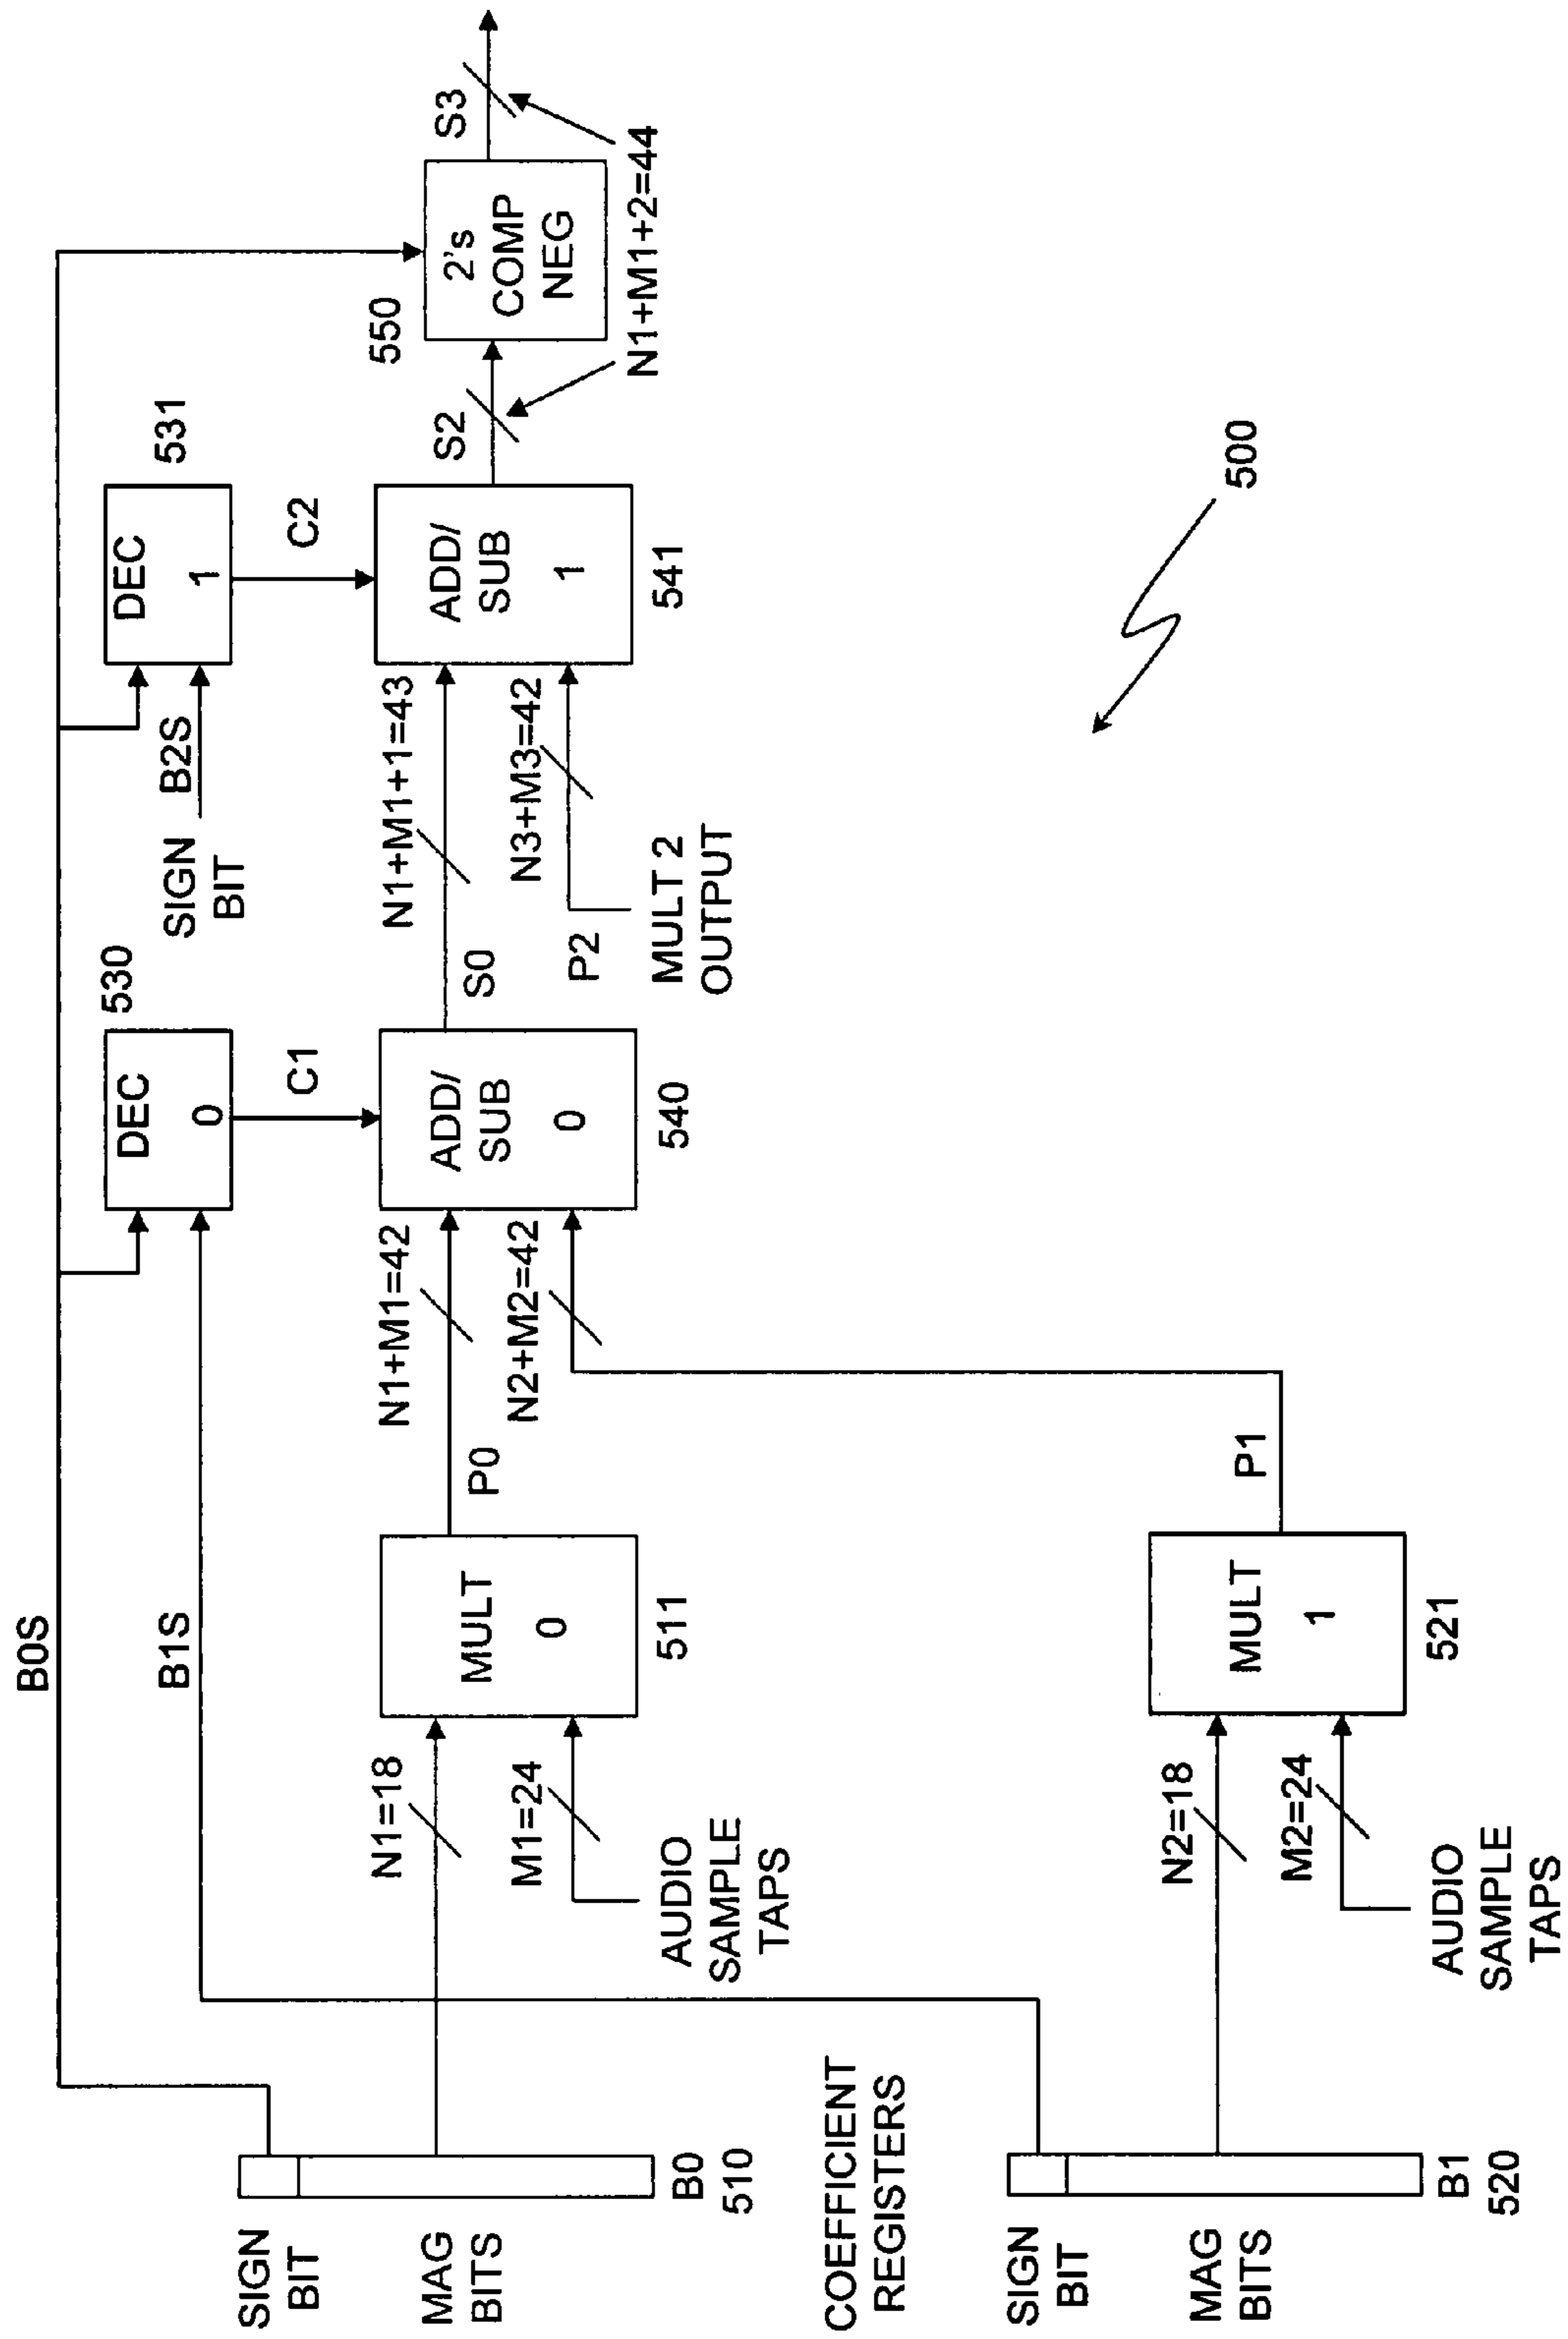 B0S
B1S
SIGN
BIT
MAG
BITS
B0
510
N1=18
M1=24
AUDIO
SAMPLE
TAPS
MULT
0
511
P0
N1+M1=42
N2+M2=42
DEC
0
530
C1
ADD/
SUB
0
540
S0
SIGN
BIT
B2S
N1+M1+1=43
N3+M3=42
P2
MULT 2
OUTPUT
DEC
1
531
C2
ADD/
SUB
1
541
S2
550
2's
COMP
NEG
S3
N1+M1+2=44
COEFFICIENT
REGISTERS
SIGN
BIT
MAG
BITS
B1
520
N2=18
M2=24
AUDIO
SAMPLE
TAPS
MULT
1
521
P1
500